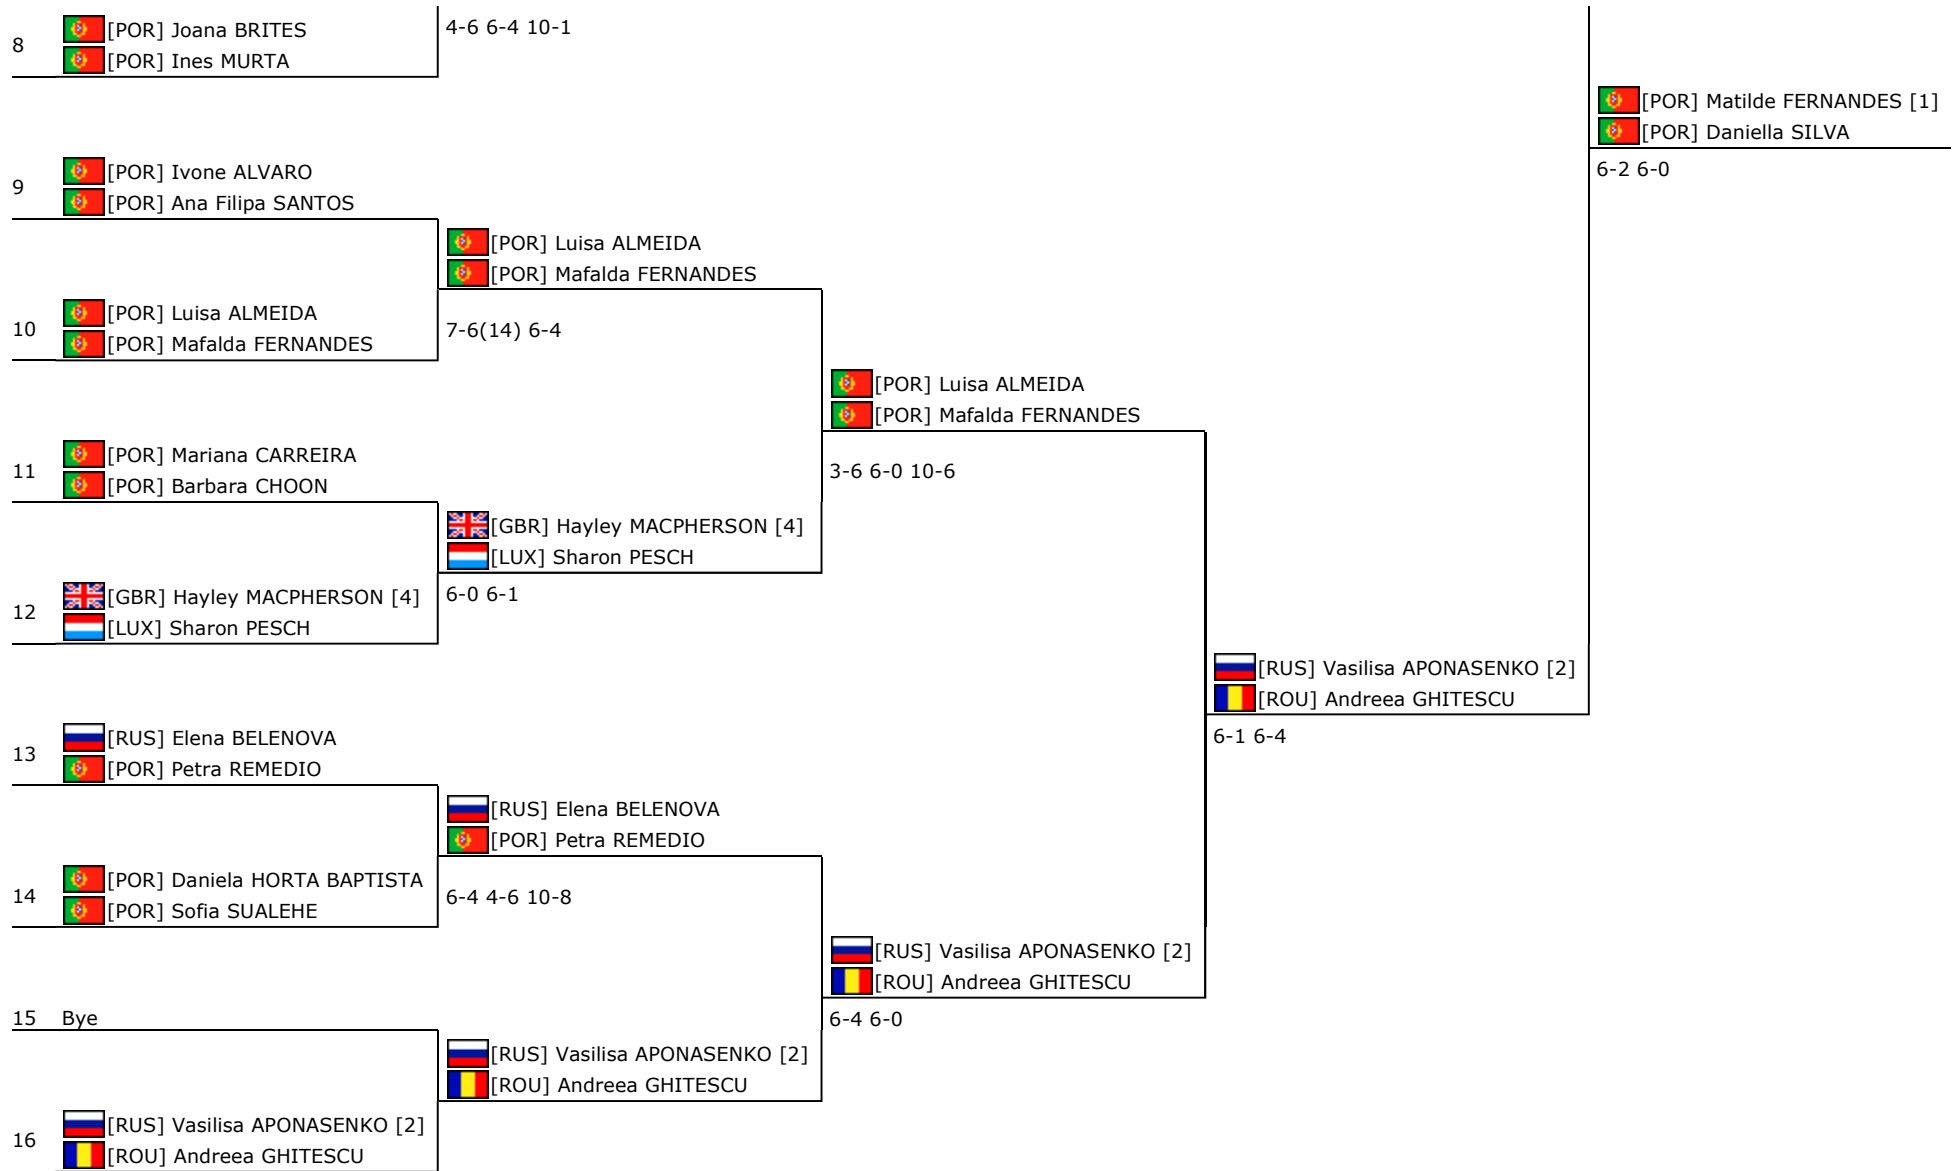 8
[POR] Joana BRITES
[POR] Ines MURTA
4-6 6-4 10-1
[POR] Matilde FERNANDES [1]
[POR] Daniella SILVA
6-2 6-0
9
[POR] Ivone ALVARO
[POR] Ana Filipa SANTOS
[POR] Luisa ALMEIDA
[POR] Mafalda FERNANDES
7-6(14) 6-4
10
[POR] Luisa ALMEIDA
[POR] Mafalda FERNANDES
[POR] Luisa ALMEIDA
[POR] Mafalda FERNANDES
3-6 6-0 10-6
11
[POR] Mariana CARREIRA
[POR] Barbara CHOON
[GBR] Hayley MACPHERSON [4]
[LUX] Sharon PESCH
6-0 6-1
12
[GBR] Hayley MACPHERSON [4]
[LUX] Sharon PESCH
[RUS] Vasilisa APONASENKO [2]
[ROU] Andreea GHITESCU
6-1 6-4
13
[RUS] Elena BELENOVA
[POR] Petra REMEDIO
[RUS] Elena BELENOVA
[POR] Petra REMEDIO
6-4 4-6 10-8
14
[POR] Daniela HORTA BAPTISTA
[POR] Sofia SUALEHE
[RUS] Vasilisa APONASENKO [2]
[ROU] Andreea GHITESCU
6-4 6-0
15 Bye
[RUS] Vasilisa APONASENKO [2]
[ROU] Andreea GHITESCU
16
[RUS] Vasilisa APONASENKO [2]
[ROU] Andreea GHITESCU